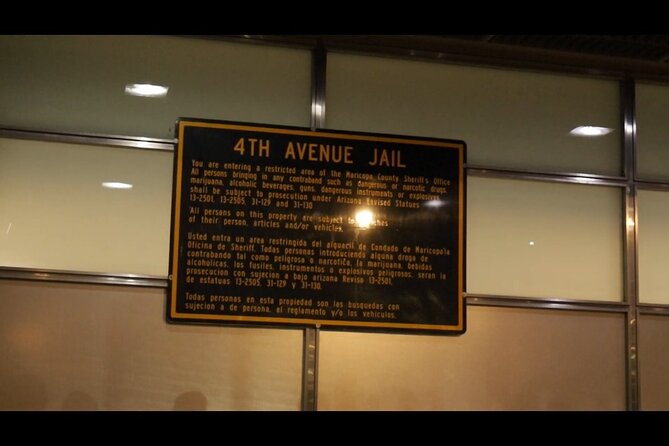 4TH AVENUE JAIL
You are entering a restricted area of the Maricopa County Sheriff's Office
All persons bringing in any contraband such as dangerous or narcotic drugs,
marijuana, alcoholic beverages, guns, dangerous instruments or explosives
shall be subject to prosecution under Arizona Envised Statues
13-2501, 13-2505, 31-129 and 31-130.
All persons on this property are subject to
of their person, articles and/or vehicles.
Usted entra un area restringida del alguacil de Condado de Maricopa/a
Oficina de Sheriff. Todas personas introduciendo alguna droga de
contrabando tal como peligrosa o narcotica, la marijuana, bebidas
alcoholicas, los fusiles, instrumentos o explosivos peligrosos, seran la
prosecucion con sujecion a bajo arizona Reviso 13-2501,
de estatuas 13-2505, 31-129 y 31-130.
Todas personas en esta propiedad son las busquedas con
sujecion a de persona, el reglamento y/o los vehiculos.